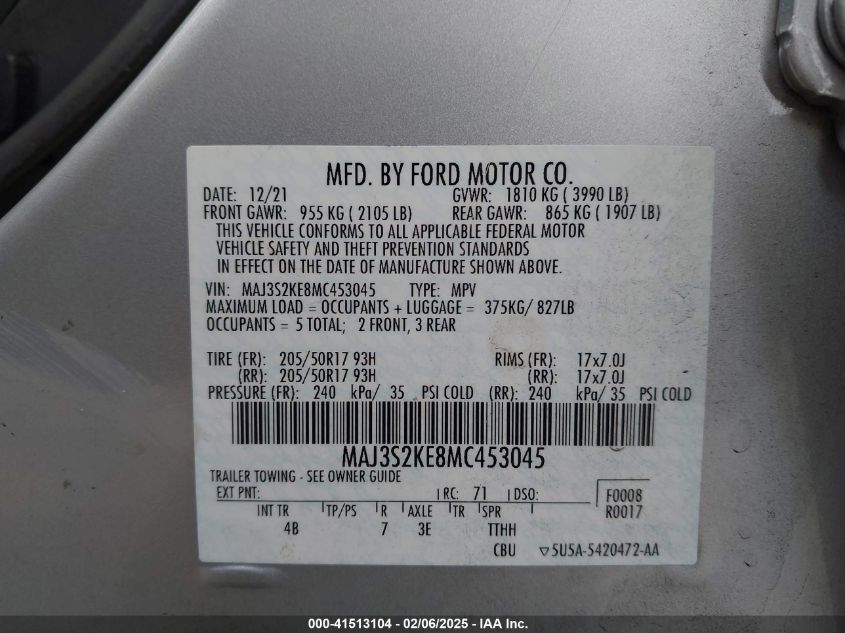 MFD. BY FORD MOTOR CO.
DATE: 12/21 GVWR: 1810 KG ( 3990 LB)
FRONT GAWR: 955 KG ( 2105 LB) REAR GAWR: 865 KG ( 1907 LB)
THIS VEHICLE CONFORMS TO ALL APPLICABLE FEDERAL MOTOR
VEHICLE SAFETY AND THEFT PREVENTION STANDARDS
IN EFFECT ON THE DATE OF MANUFACTURE SHOWN ABOVE.
VIN: MAJ3S2KE8MC453045 TYPE: MPV
MAXIMUM LOAD = OCCUPANTS + LUGGAGE = 375KG/ 827LB
OCCUPANTS = 5 TOTAL; 2 FRONT, 3 REAR
TIRE (FR): 205/50R17 93H RIMS (FR): 17x7.0J
(RR): 205/50R17 93H (RR): 17x7.0J
PRESSURE (FR): 240 kPa/ 35 PSI COLD (RR): 240 kPa/ 35 PSI COLD
MAJ3S2KE8MC453045
TRAILER TOWING - SEE OWNER GUIDE
EXT PNT: RC: 71 DSO: F0008
R0017
INT TR TP/PS R AXLE TR SPR
4B 7 3E TTHH
CBU ▽5U5A-5420472-AA
000-41513104 - 02/06/2025 - IAA Inc.